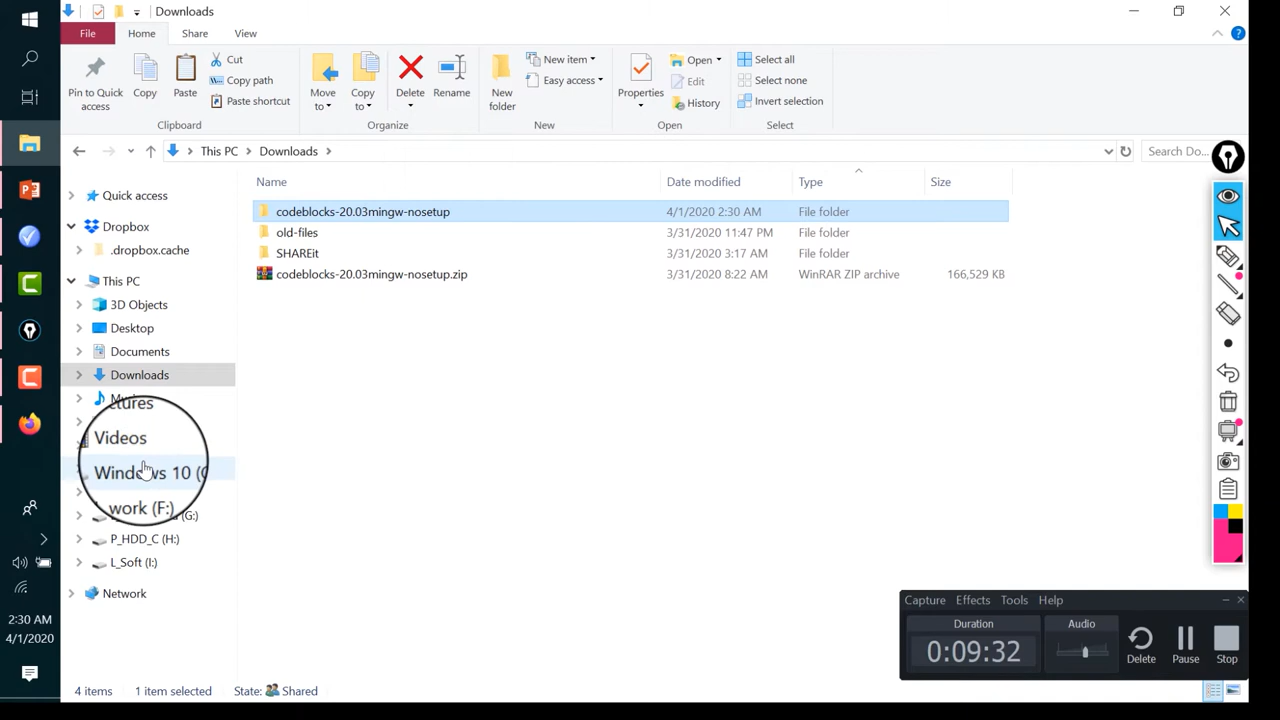 Downloads
File
Home
Share
View
Pin to Quick access
Copy
Paste
Cut
Copy path
Paste shortcut
Clipboard
Move to
Copy to
Delete
Rename
Organize
New folder
New item
Easy access
New
Properties
Open
Edit
History
Open
Select all
Select none
Invert selection
Select
This PC
Downloads
Search Do...
Name
Date modified
Type
Size
codeblocks-20.03mingw-nosetup
4/1/2020 2:30 AM
File folder
old-files
3/31/2020 11:47 PM
File folder
SHAREit
3/31/2020 3:17 AM
File folder
codeblocks-20.03mingw-nosetup.zip
3/31/2020 8:22 AM
WinRAR ZIP archive
166,529 KB
Quick access
Dropbox
.dropbox.cache
This PC
3D Objects
Desktop
Documents
Downloads
Videos
Windows 10 (
work (F:)
(G:)
P_HDD_C (H:)
L_Soft (I:)
Network
Capture
Effects
Tools
Help
Duration
0:09:32
Audio
Delete
Pause
Stop
2:30 AM
4/1/2020
4 items
1 item selected
State:
Shared